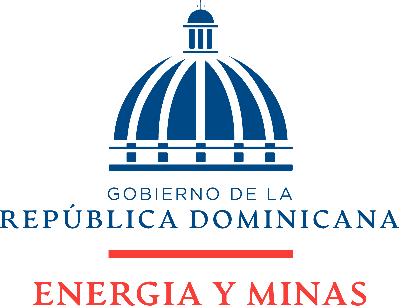 GOBIERNO DE LA
REPÚBLICA DOMINICANA
ENERGIA Y MINAS